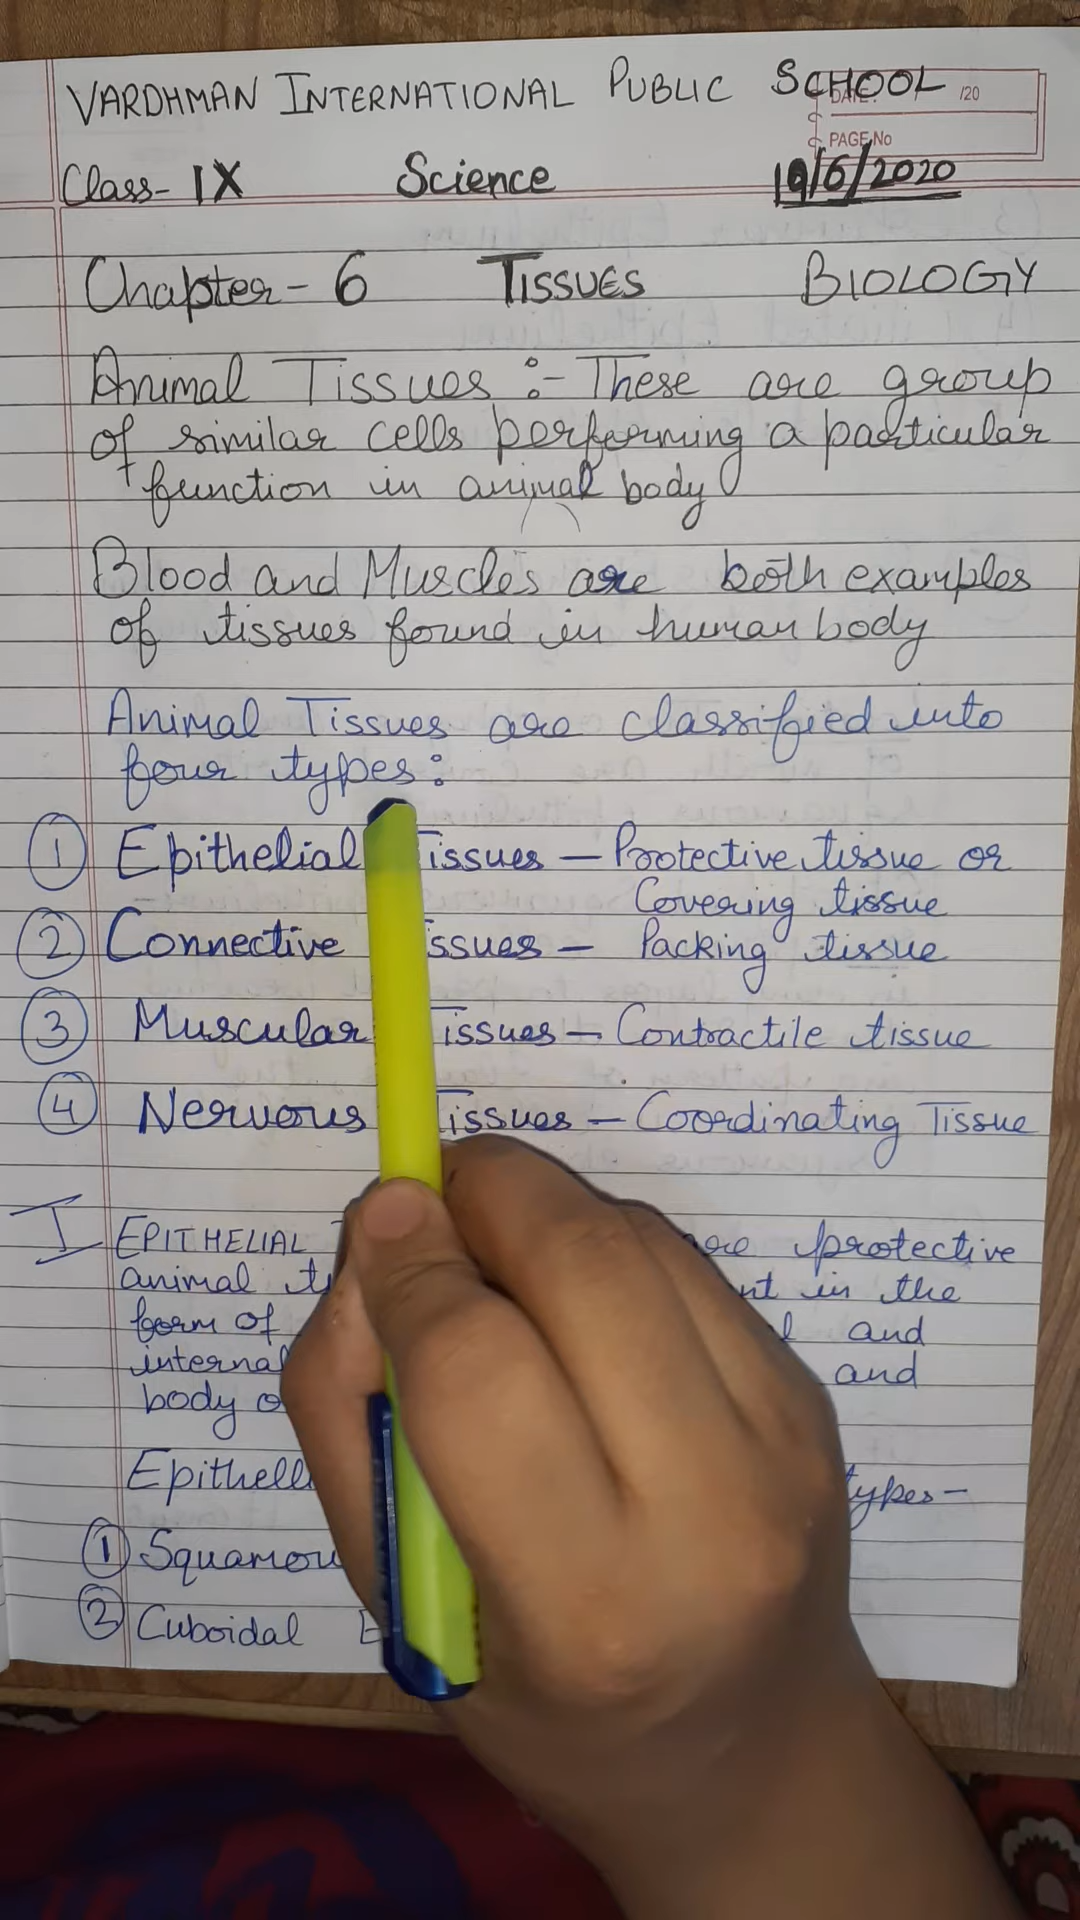 VARDHMAN INTERNATIONAL PUBLIC SCHOOL
DATE: /20
PAGE No
Class- IX Science 19/6/2020
Chapter- 6 TISSUES BIOLOGY
Animal Tissues :- These are group
of similar cells performing a particular
function in animal body
Blood and Muscles are both examples
of tissues found in human body
Animal Tissues are classified into
four types:
1 Epithelial Tissues — Protective tissue or
Covering tissue
2 Connective issues — Packing tissue
3 Muscular Tissues — Contractile tissue
4 Nervous Tissues — Coordinating Tissue
I EPITHELIAL are protective
animal in the
form of and
internal and
body
types-
1 Squamou
2 Cuboidal E